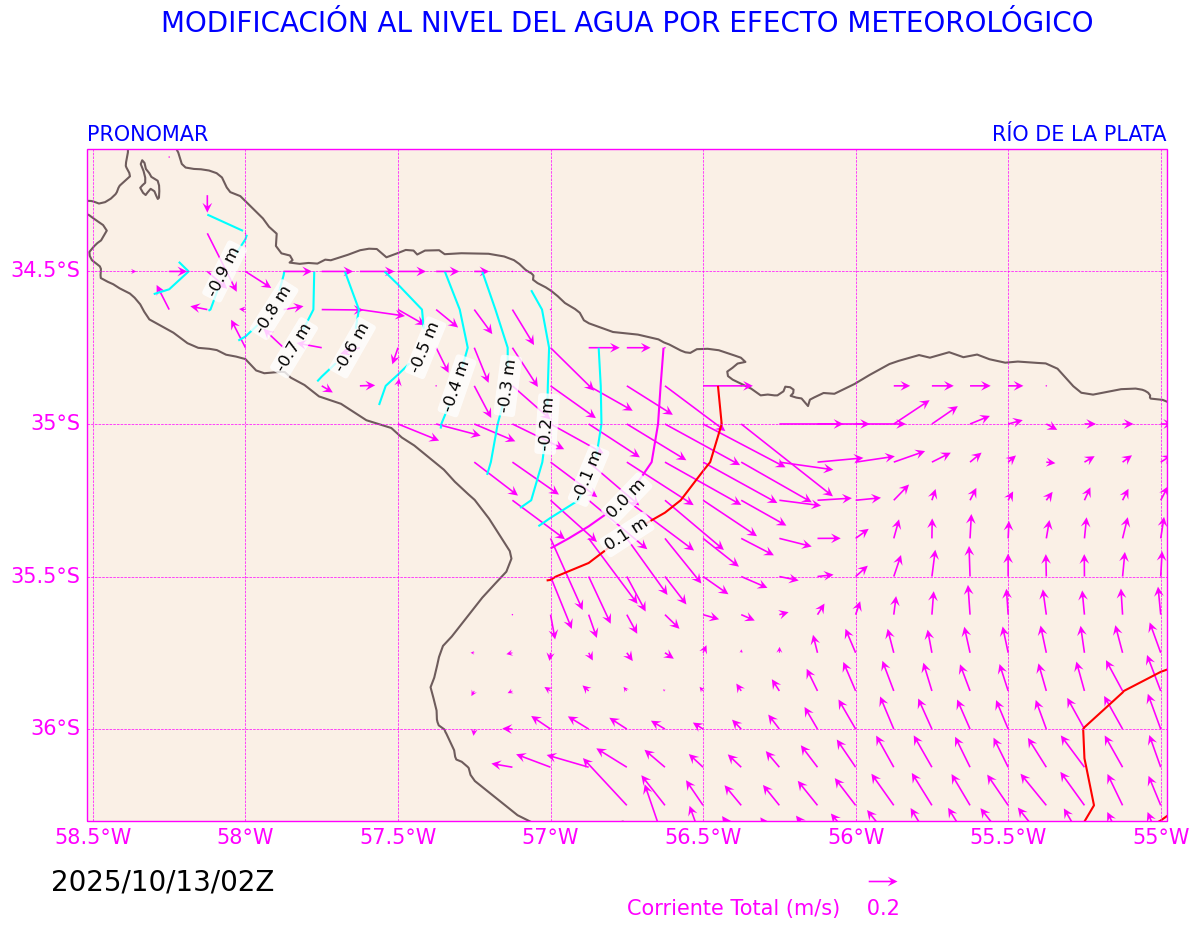 MODIFICACIÓN AL NIVEL DEL AGUA POR EFECTO METEOROLÓGICO
PRONOMAR
RÍO DE LA PLATA
34.5°S
35°S
35.5°S
36°S
-0.9 m
-0.8 m
-0.7 m
-0.6 m
-0.5 m
-0.4 m
-0.3 m
-0.2 m
-0.1 m
0.0 m
0.1 m
58.5°W
58°W
57.5°W
57°W
56.5°W
56°W
55.5°W
55°W
2025/10/13/02Z
Corriente Total (m/s)
0.2